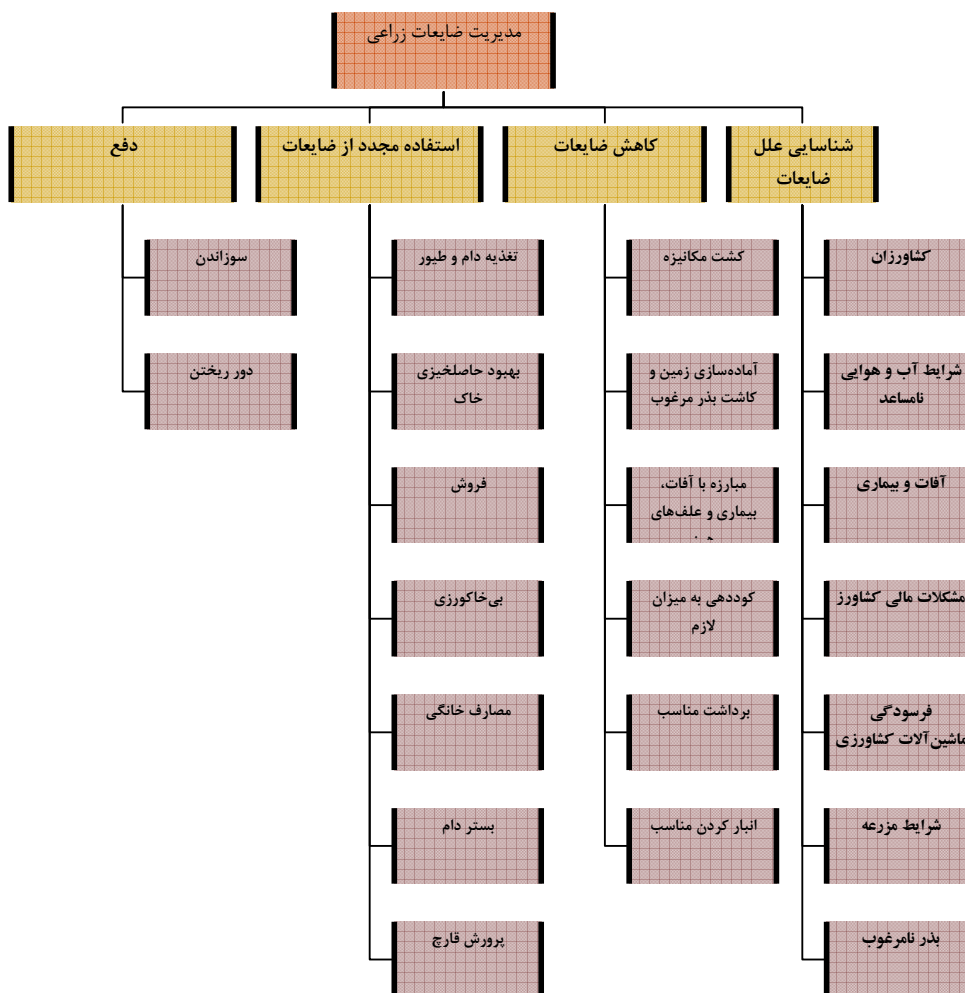 مدیریت ضایعات زراعی
شناسایی علل
ضایعات
کشاورزان
شرایط آب و هوایی
نامساعد
آفات و بیماری
مشکلات مالی کشاورز
فرسودگی
ماشین‌آلات کشاورزی
شرایط مزرعه
بذر نامرغوب
کاهش ضایعات
کشت مکانیزه
آماده‌سازی زمین و
کاشت بذر مرغوب
مبارزه با آفات،
بیماری و علف‌های
کوددهی به میزان
لازم
برداشت مناسب
انبار کردن مناسب
استفاده مجدد از ضایعات
تغذیه دام و طیور
بهبود حاصلخیزی
خاک
فروش
بی‌خاکورزی
مصارف خانگی
بستر دام
پرورش قارچ
دفع
سوزاندن
دور ریختن